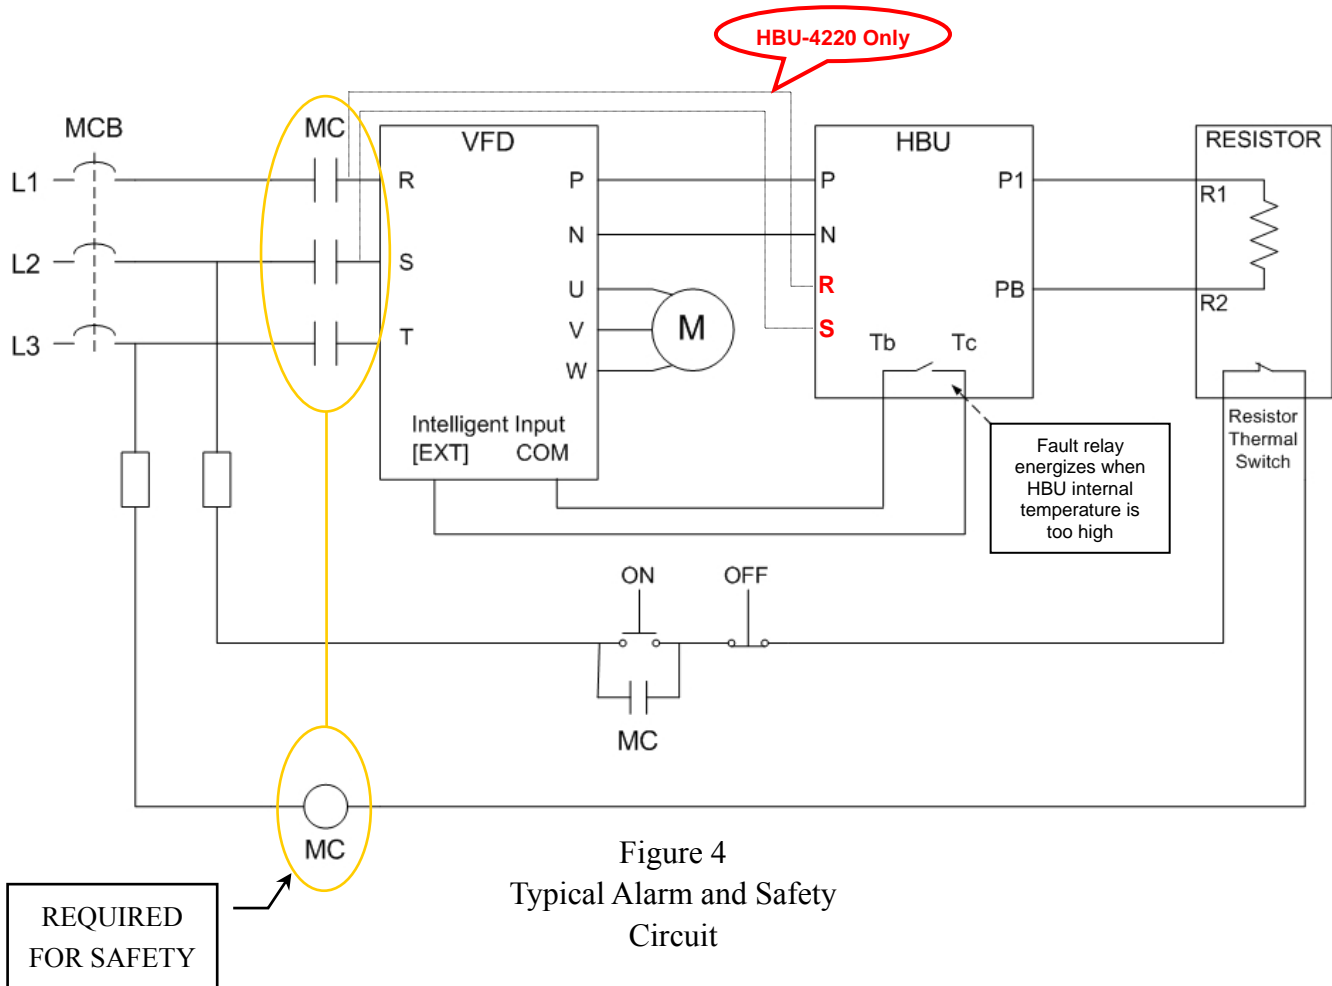 HBU-4220 Only
MCB
MC
VFD
HBU
RESISTOR
L1
R
P
P
P1
R1
N
N
L2
S
R
U
PB
R2
L3
T
V
M
S
W
Tb
Tc
Intelligent Input
[EXT] COM
Resistor
Thermal
Switch
Fault relay
energizes when
HBU internal
temperature is
too high
ON
OFF
MC
MC
Figure 4
Typical Alarm and Safety
Circuit
REQUIRED
FOR SAFETY